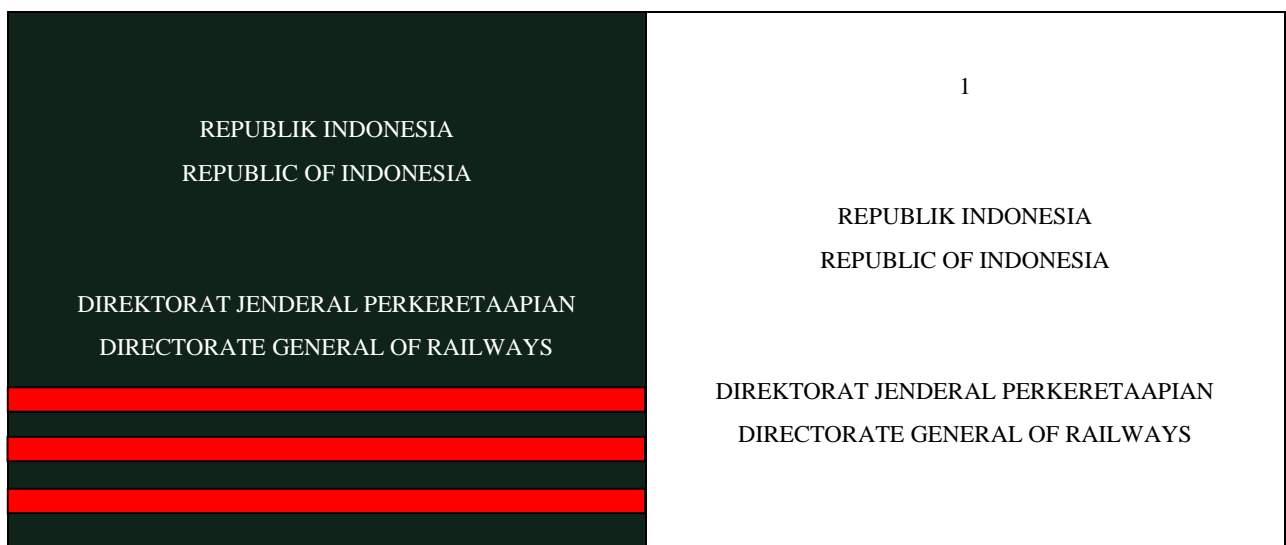 REPUBLIK INDONESIA
REPUBLIC OF INDONESIA
DIREKTORAT JENDERAL PERKERETAAPIAN
DIRECTORATE GENERAL OF RAILWAYS
1
REPUBLIK INDONESIA
REPUBLIC OF INDONESIA
DIREKTORAT JENDERAL PERKERETAAPIAN
DIRECTORATE GENERAL OF RAILWAYS